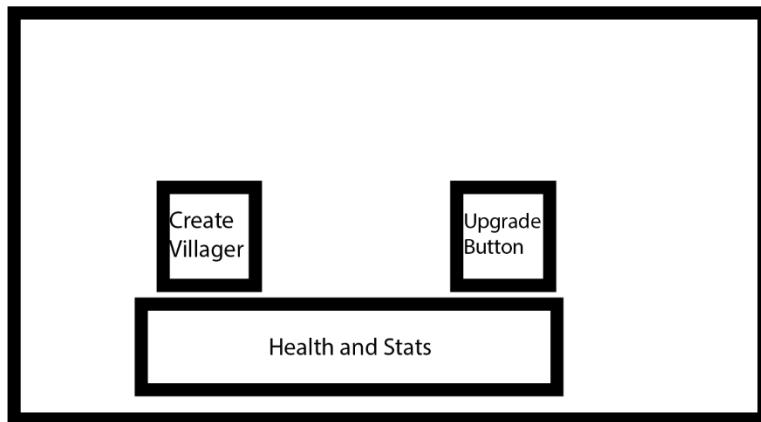 Create
Villager
Upgrade
Button
Health and Stats